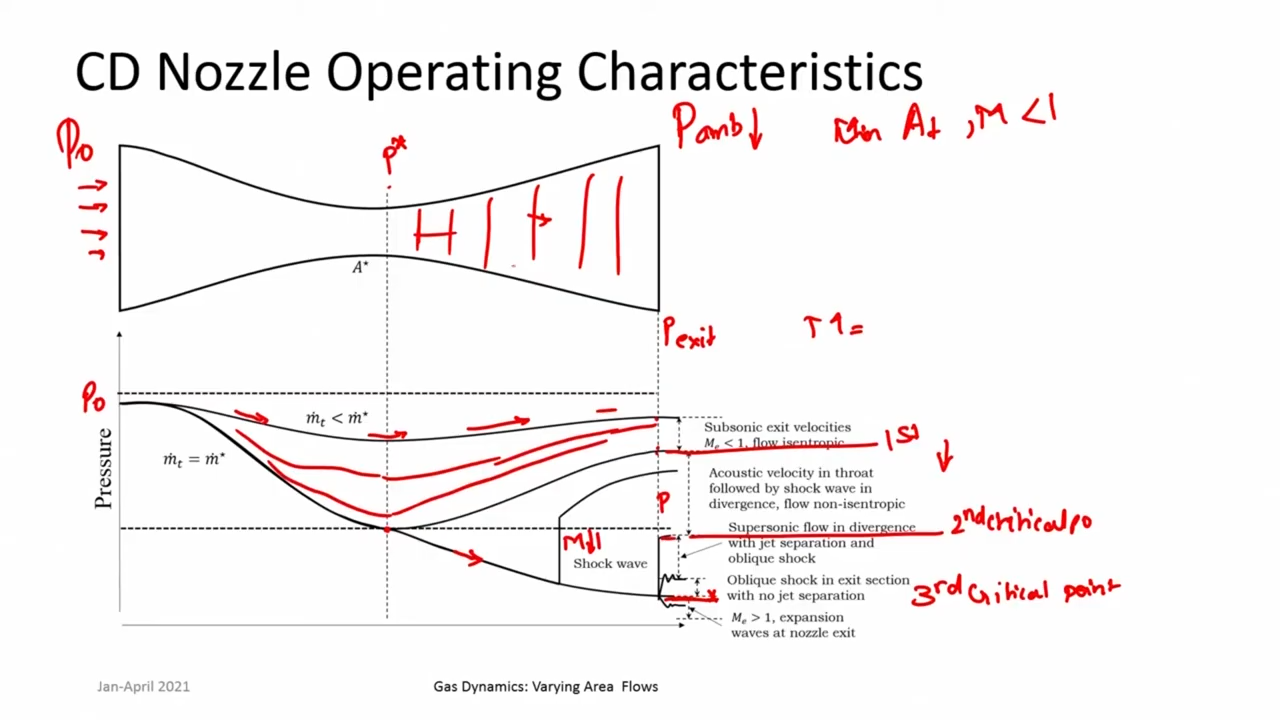 CD Nozzle Operating Characteristics
P₀
P*
Pamb↓
Min At , M < 1
A*
Pexit
P₀
ṁt < ṁ*
ṁt = ṁ*
Pressure
Subsonic exit velocities
Me < 1, flow isentropic
1st
Acoustic velocity in throat
followed by shock wave in
divergence, flow non-isentropic
P
Supersonic flow in divergence
with jet separation and
oblique shock
2nd critical po
Shock wave
Oblique shock in exit section
with no jet separation
3rd critical point
Me > 1, expansion
waves at nozzle exit
Jan-April 2021
Gas Dynamics: Varying Area Flows